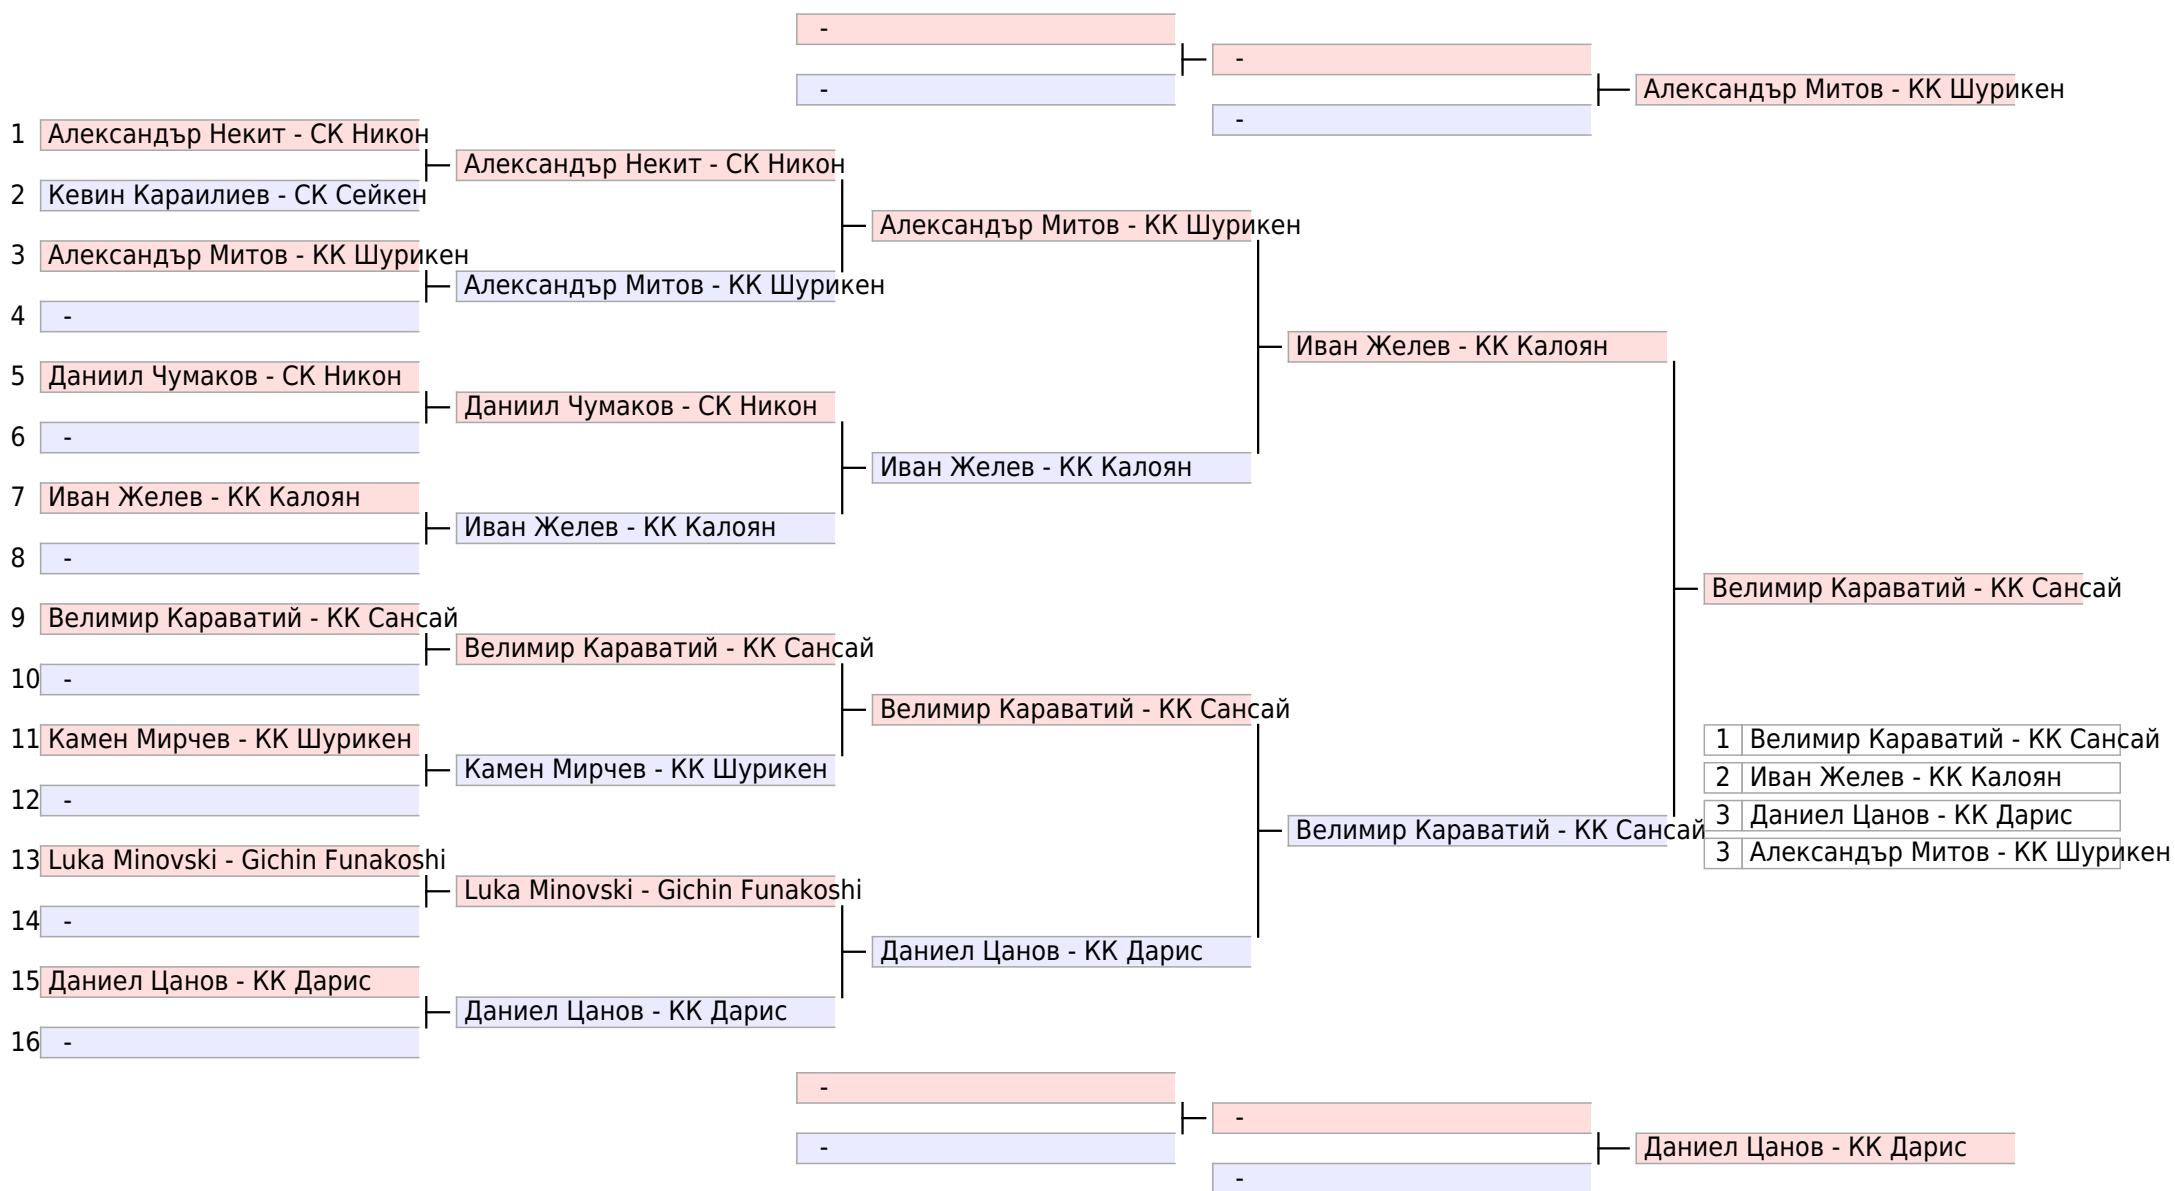 -
-
-
-
Александър Митов - КК Шурикен
1 Александър Некит - СК Никон
2 Кевин Караилиев - СК Сейкен
3 Александър Митов - КК Шурикен
4 -
5 Даниил Чумаков - СК Никон
6 -
7 Иван Желев - КК Калоян
8 -
9 Велимир Караватий - КК Сансай
10 -
11 Камен Мирчев - КК Шурикен
12 -
13 Luka Minovski - Gichin Funakoshi
14 -
15 Даниел Цанов - КК Дарис
16 -
Александър Некит - СК Никон
Александър Митов - КК Шурикен
Даниил Чумаков - СК Никон
Иван Желев - КК Калоян
Велимир Караватий - КК Сансай
Камен Мирчев - КК Шурикен
Luka Minovski - Gichin Funakoshi
Даниел Цанов - КК Дарис
Александър Митов - КК Шурикен
Иван Желев - КК Калоян
Велимир Караватий - КК Сансай
Даниел Цанов - КК Дарис
Иван Желев - КК Калоян
Велимир Караватий - КК Сансай
Велимир Караватий - КК Сансай
1 Велимир Караватий - КК Сансай
2 Иван Желев - КК Калоян
3 Даниел Цанов - КК Дарис
3 Александър Митов - КК Шурикен
-
-
-
-
Даниел Цанов - КК Дарис